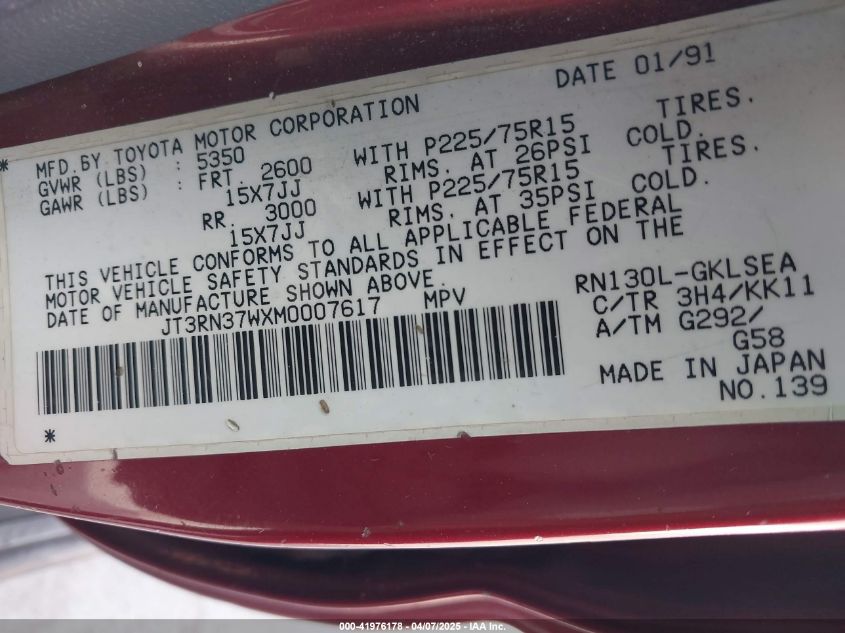 DATE 01/91
* MFD.BY TOYOTA MOTOR CORPORATION
GVWR (LBS) : 5350
GAWR (LBS) : FRT. 2600 WITH P225/75R15 TIRES.
15X7JJ RIMS. AT 26PSI COLD.
RR. 3000 WITH P225/75R15 TIRES.
15X7JJ RIMS. AT 35PSI COLD.
THIS VEHICLE CONFORMS TO ALL APPLICABLE FEDERAL
MOTOR VEHICLE SAFETY STANDARDS IN EFFECT ON THE
DATE OF MANUFACTURE SHOWN ABOVE.
JT3RN37WXM0007617 MPV
RN130L-GKLSEA
C/TR 3H4/KK11
A/TM G292/
G58
MADE IN JAPAN
NO.139
*
000-41976178 - 04/07/2025 - IAA Inc.